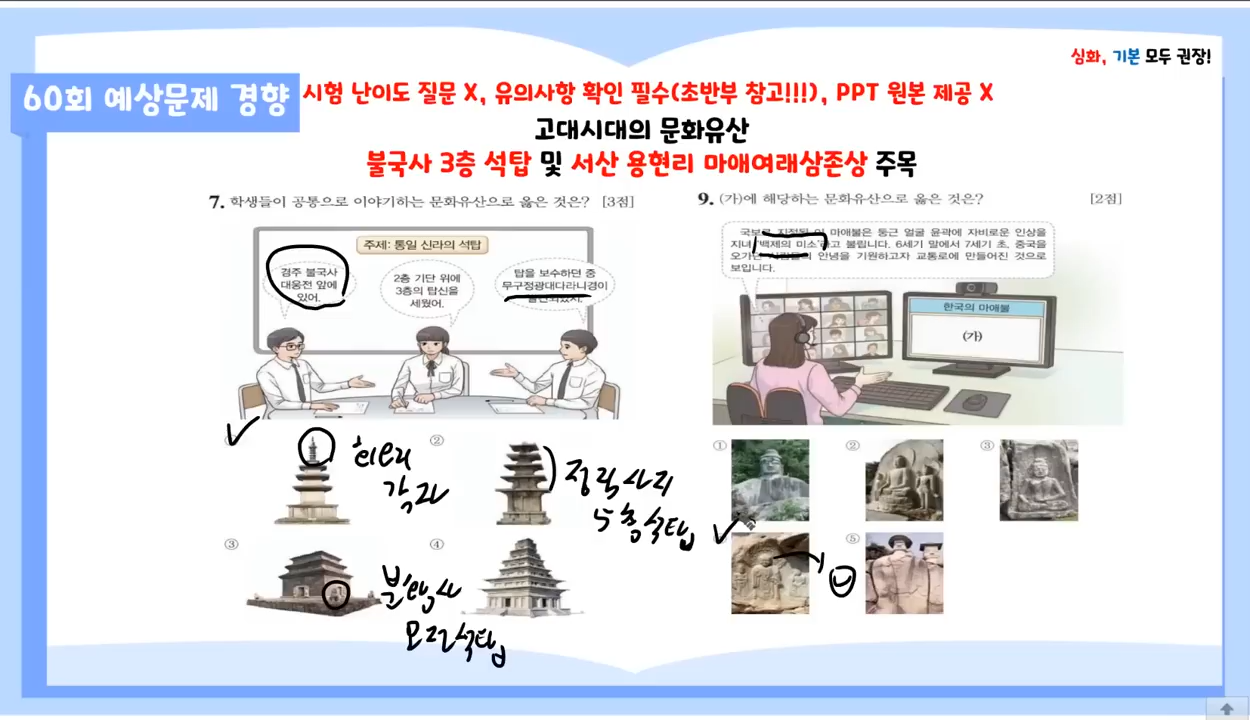 심화, 기본 모두 권장!
60회 예상문제 경향
시험 난이도 질문 X, 유의사항 확인 필수(초반부 참고!!!), PPT 원본 제공 X
고대시대의 문화유산
불국사 3층 석탑 및 서산 용현리 마애여래삼존상 주목
7. 학생들이 공통으로 이야기하는 문화유산으로 옳은 것은? [3점]
주제: 통일 신라의 석탑
경주 불국사
대웅전 앞에
있어.
2층 기단 위에
3층의 탑신을
세웠어.
탑을 보수하던 중
무구정광대다라니경이
발견되었지.
②
정림사지
5층석탑
③
분황사
모전석탑
④
9. (가)에 해당하는 문화유산으로 옳은 것은? [2점]
국보로 지정된 이 마애불은 둥근 얼굴 윤곽에 자비로운 인상을
지녀 '백제의 미소'라고 불립니다. 6세기 말에서 7세기 초, 중국을
오가던 사람들의 안녕을 기원하고자 교통로에 만들어진 것으로
보입니다.
한국의 마애불
(가)
①
②
③
⑤